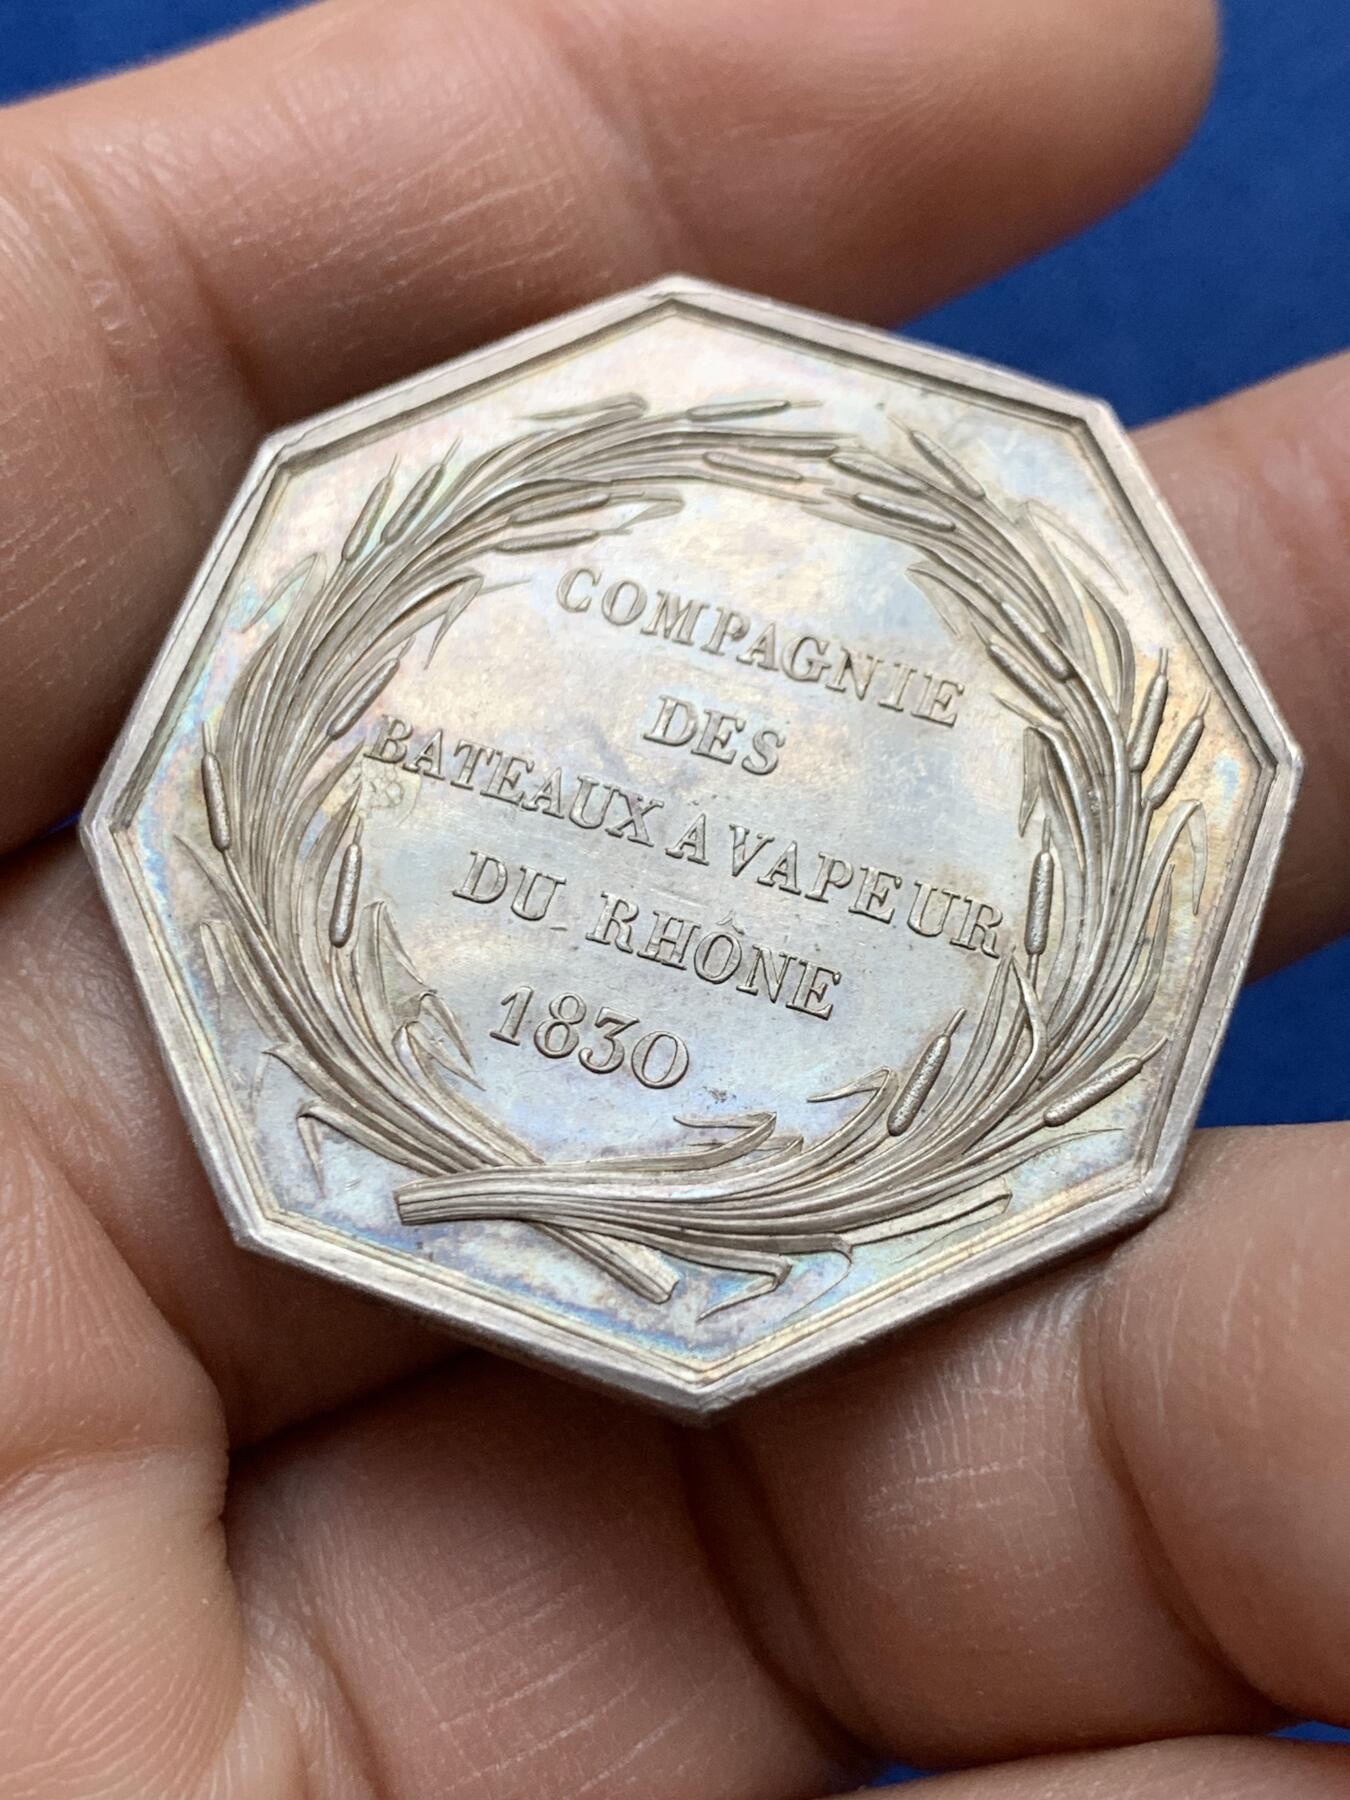 COMPAGNIE
DES
BATEAUX A VAPEUR
DU RHÔNE
1830